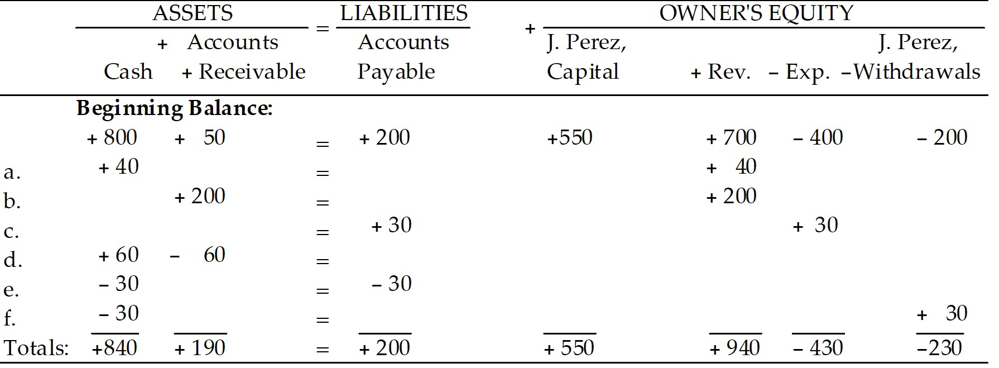 ASSETS = LIABILITIES + OWNER'S EQUITY
+ Accounts Accounts J. Perez, J. Perez,
Cash + Receivable Payable Capital + Rev. – Exp. –Withdrawals
Beginning Balance:
+ 800 + 50 = + 200 +550 + 700 – 400 – 200
a. + 40 = + 40
b. + 200 = + 200
c. = + 30 + 30
d. + 60 – 60 =
e. – 30 = – 30
f. – 30 = + 30
Totals: +840 + 190 = + 200 + 550 + 940 – 430 –230